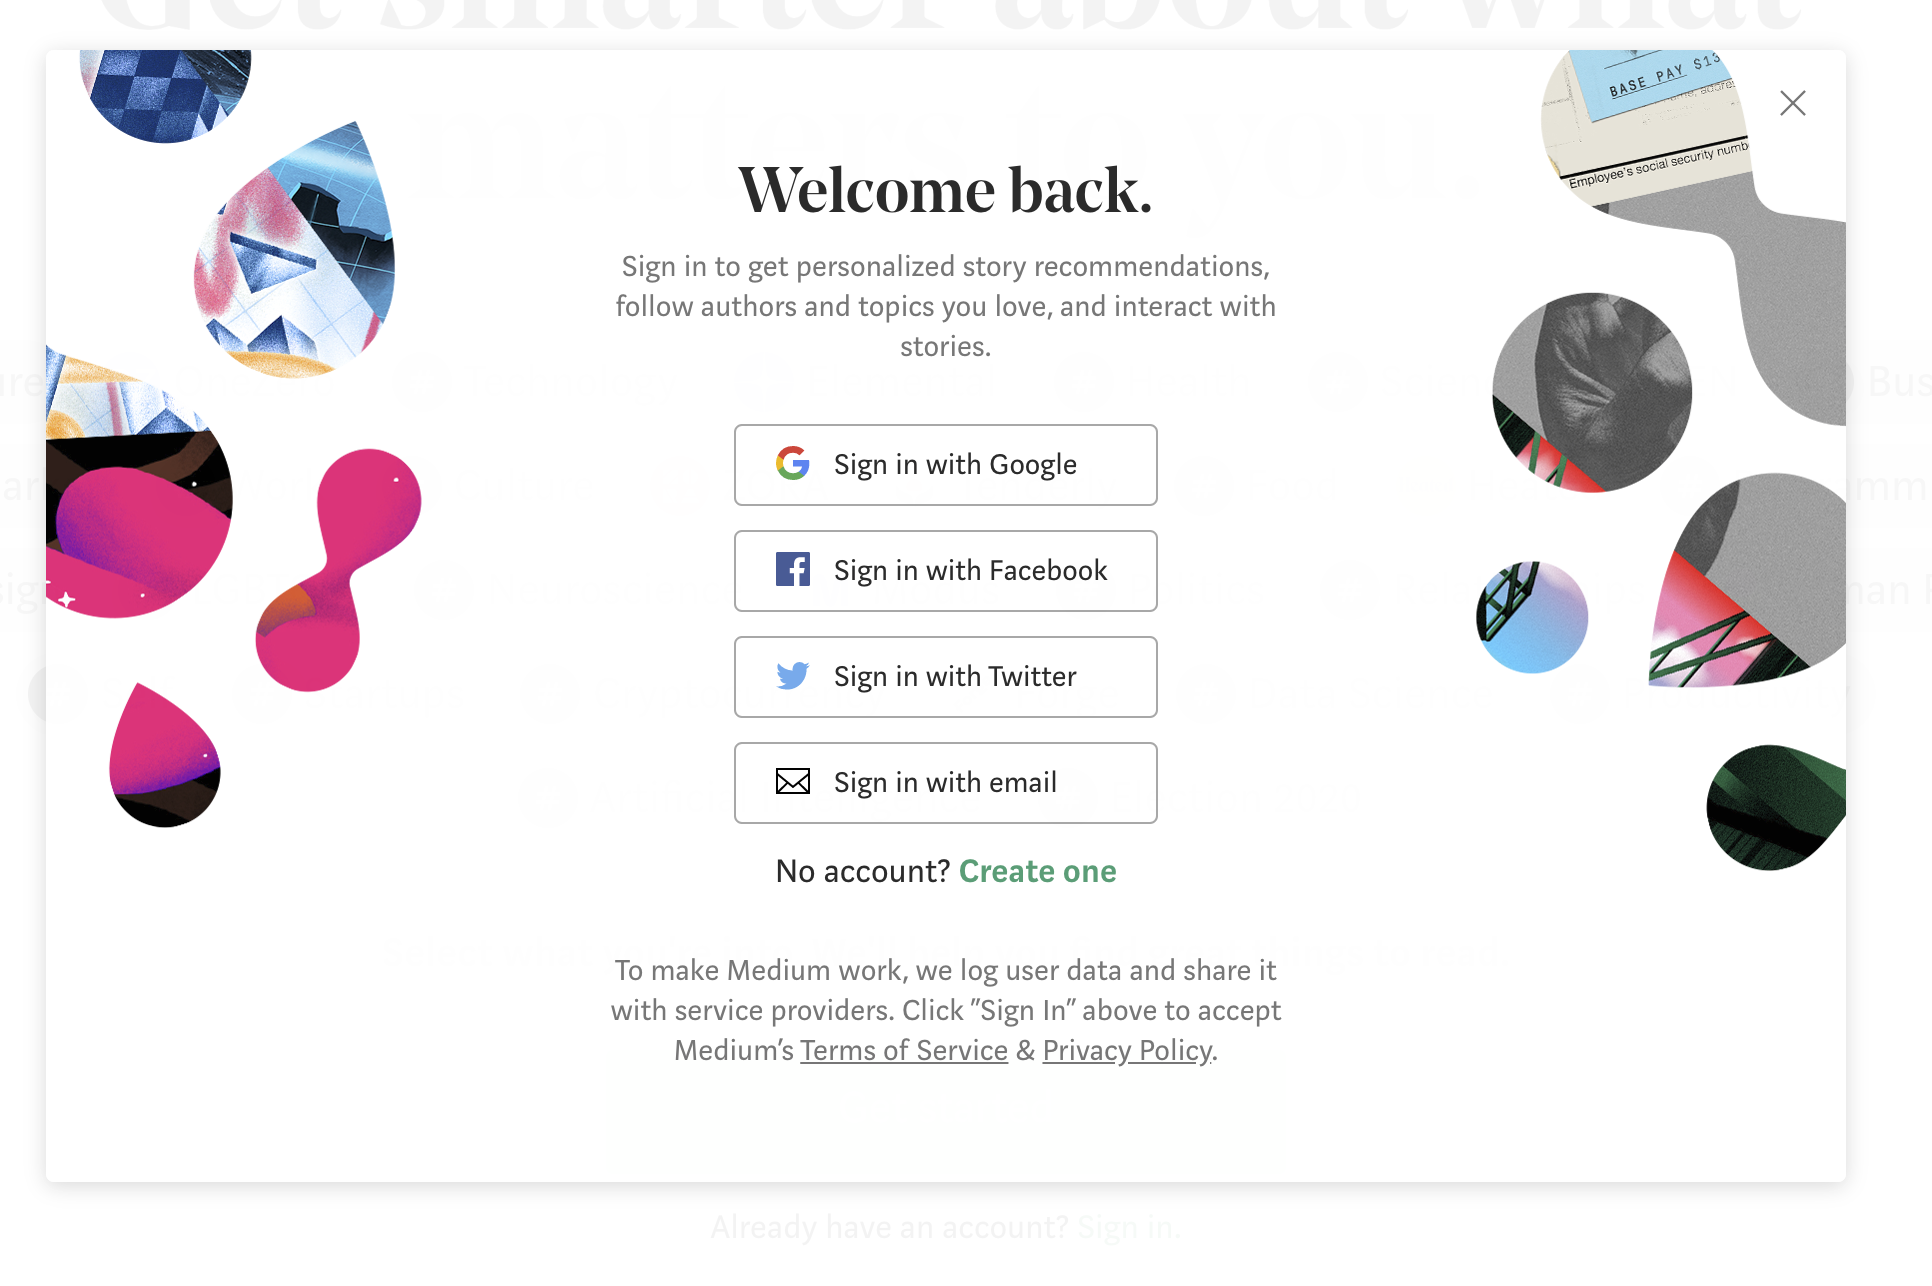 Get smarter about what
matters to you.
BASE PAY $13
name, addre
Employee's social security numb
Welcome back.
Sign in to get personalized story recommendations,
follow authors and topics you love, and interact with
stories.
Bus
Sign in with Google
Sign in with Facebook
Sign in with Twitter
Sign in with email
No account? Create one
To make Medium work, we log user data and share it
with service providers. Click "Sign In" above to accept
Medium's Terms of Service & Privacy Policy.
Already have an account? Sign in.